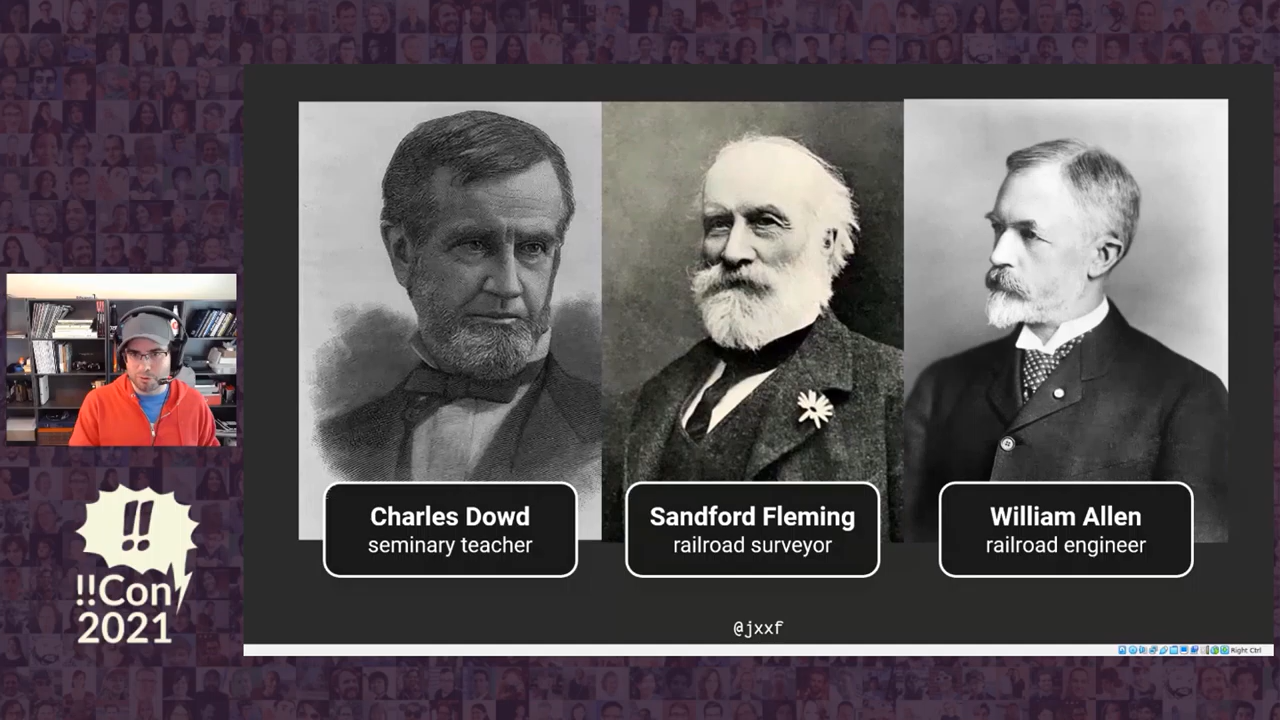 Charles Dowd
seminary teacher
Sandford Fleming
railroad surveyor
William Allen
railroad engineer
@jxxf
Right Ctrl
!!
!!Con
2021